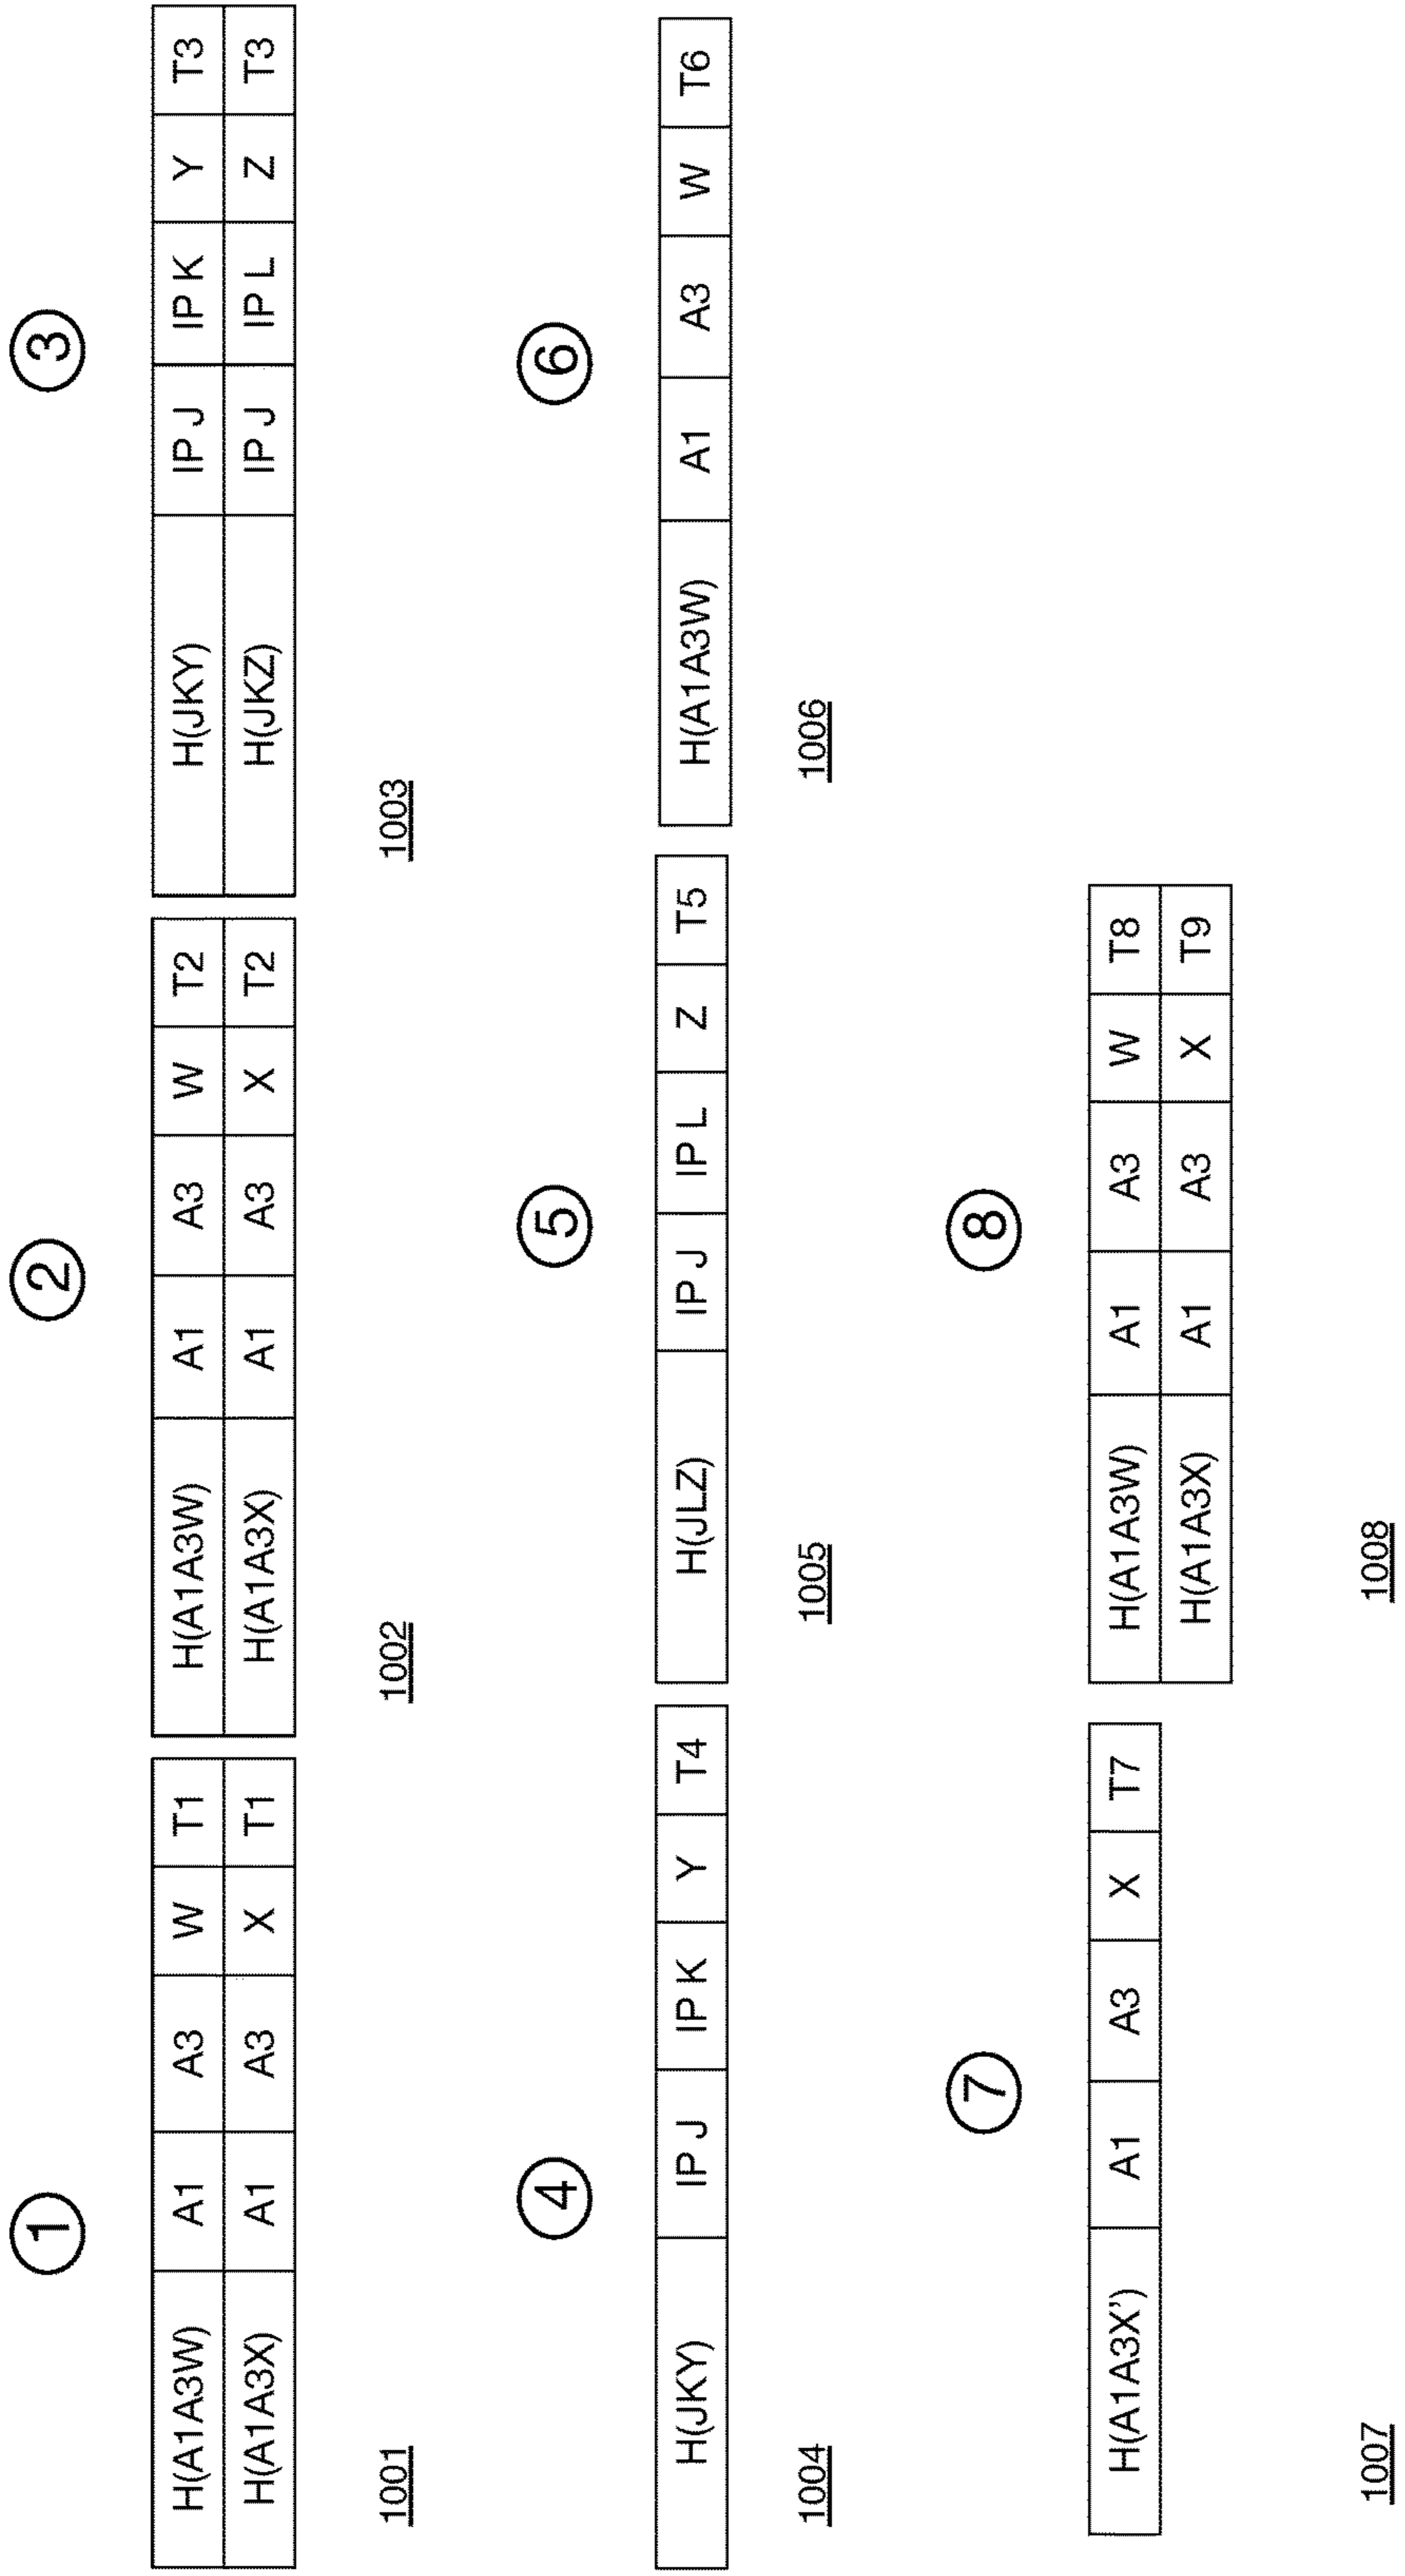 1 2 3
H(A1A3W) A1 A3 W T1 H(A1A3W) A1 A3 W T2 H(JKY) IP J IP K Y T3
H(A1A3X) A1 A3 X T1 H(A1A3X) A1 A3 X T2 H(JKZ) IP J IP L Z T3
1001 1002 1003
4 5 6
H(JKY) IP J IP K Y T4 H(JLZ) IP J IP L Z T5 H(A1A3W) A1 A3 W T6
1004 1005 1006
7 8
H(A1A3X') A1 A3 X T7 H(A1A3W) A1 A3 W T8
H(A1A3X) A1 A3 X T9
1007 1008